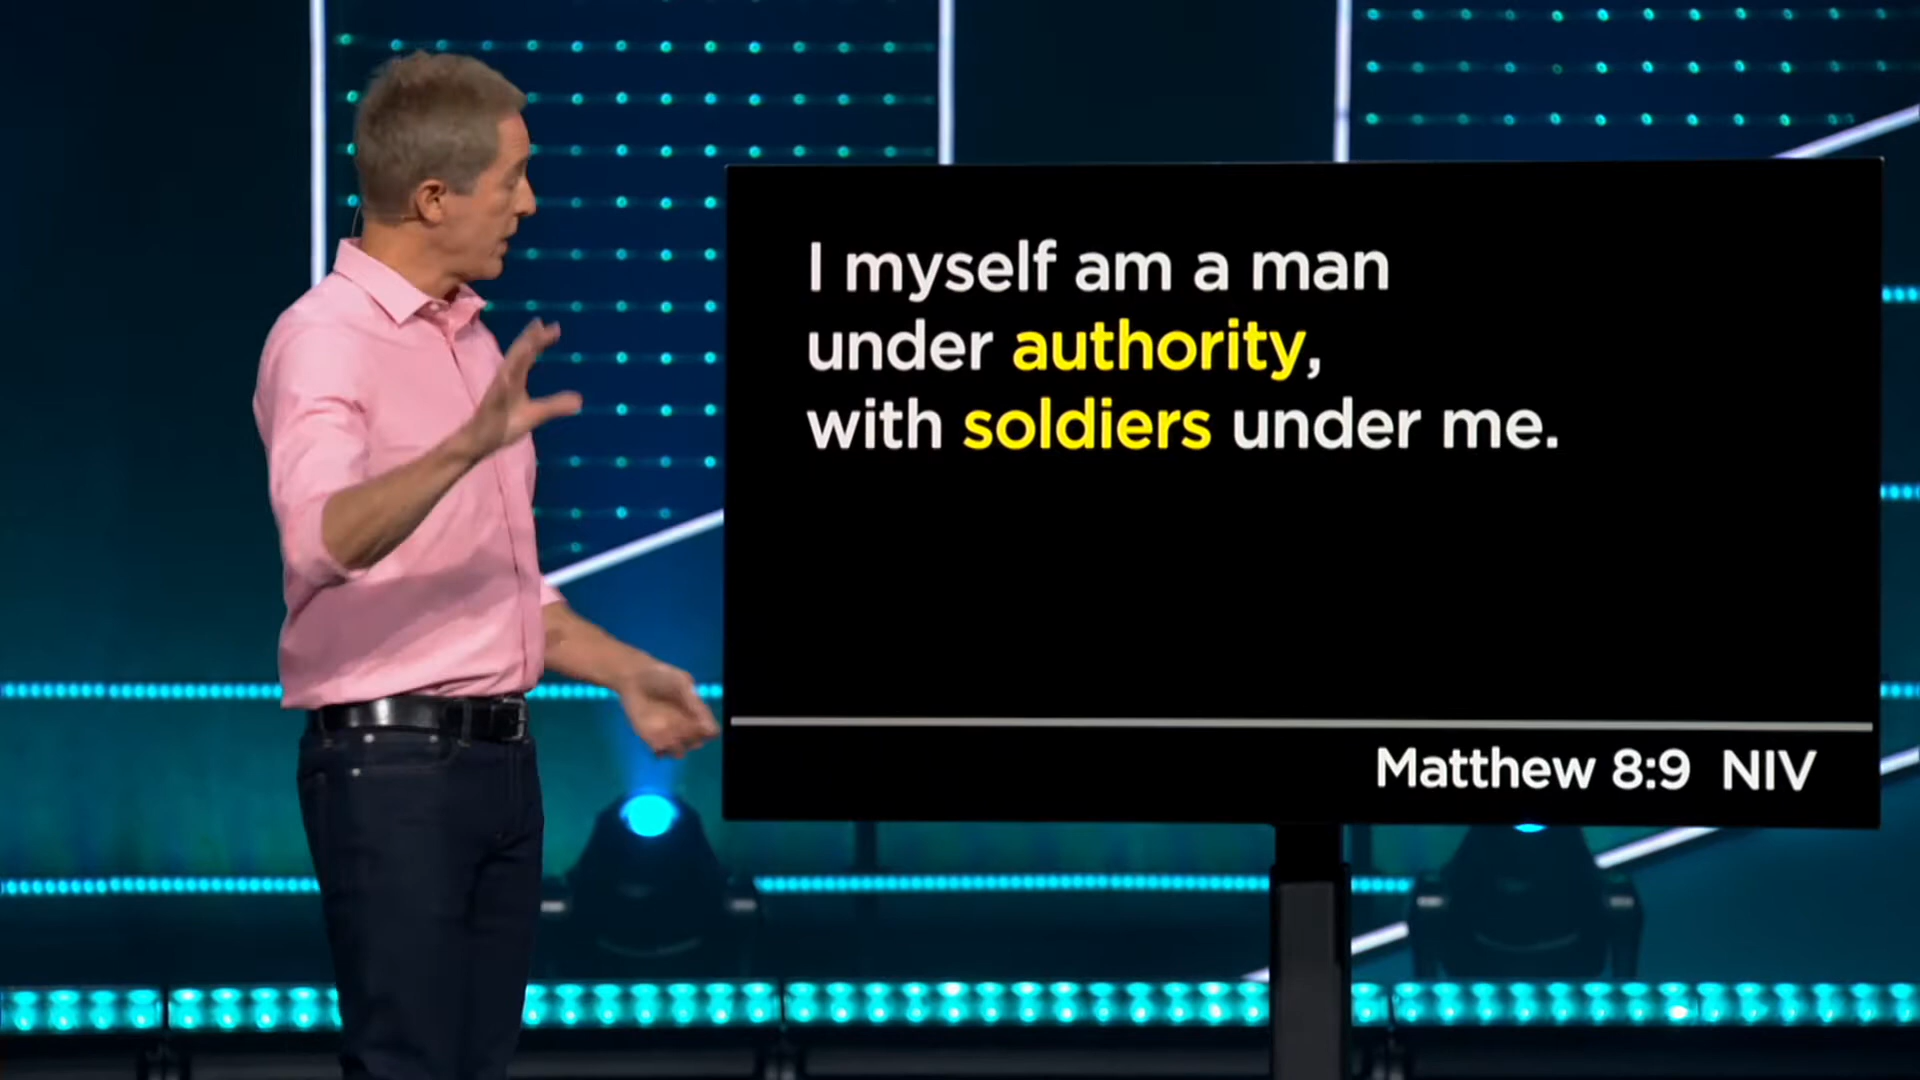 I myself am a man
under authority,
with soldiers under me.
Matthew 8:9 NIV